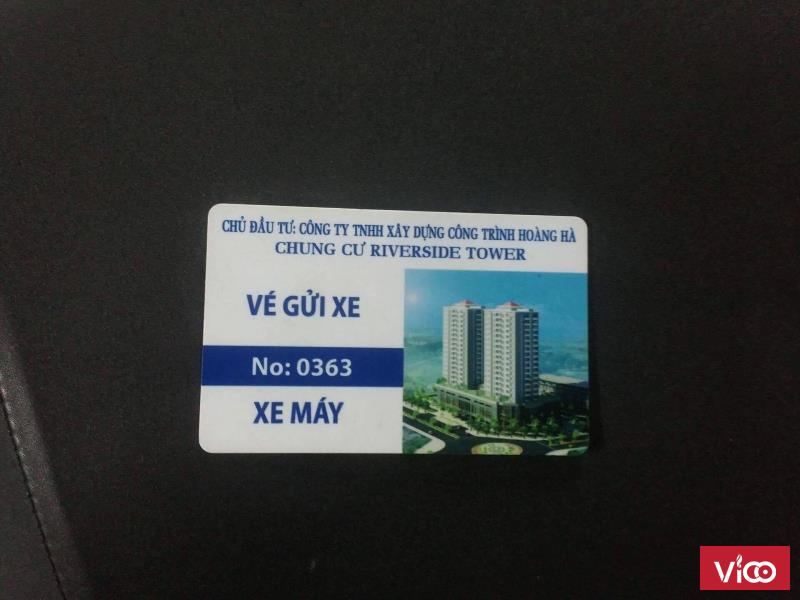 CHỦ ĐẦU TƯ: CÔNG TY TNHH XÂY DỰNG CÔNG TRÌNH HOÀNG HÀ
CHUNG CƯ RIVERSIDE TOWER
VÉ GỬI XE
No: 0363
XE MÁY
VICO